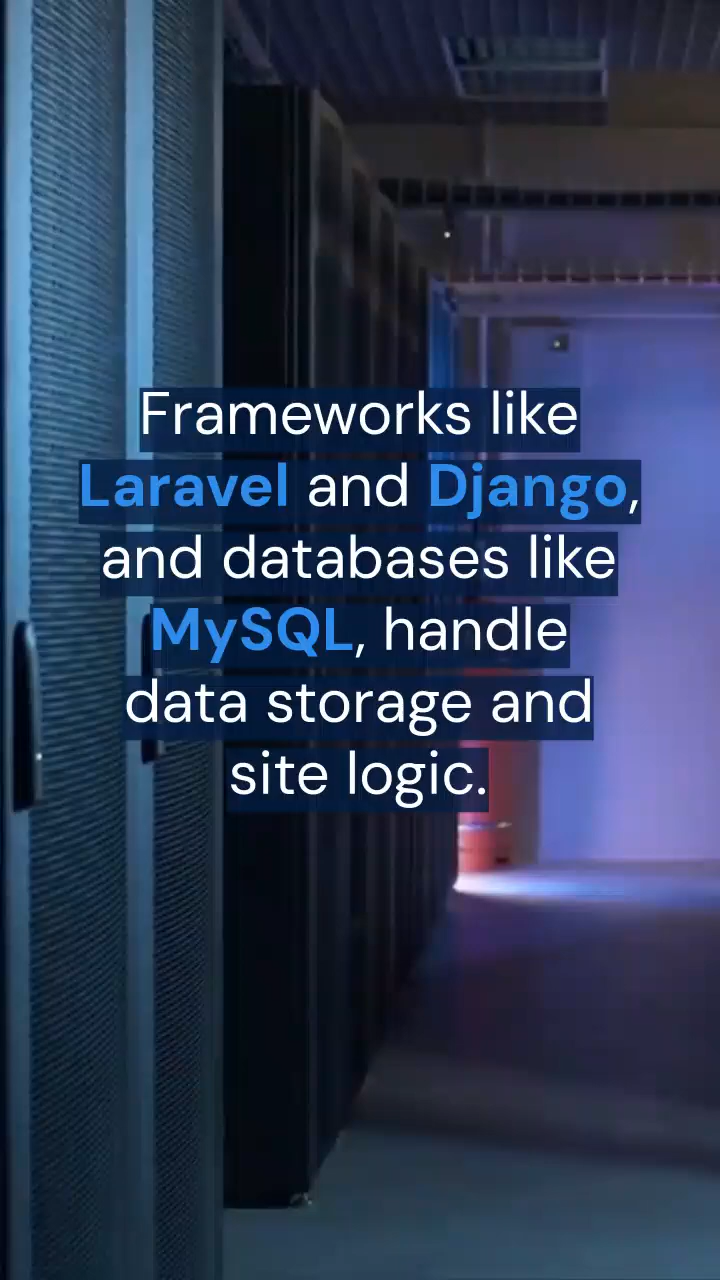 Frameworks like
Laravel and Django,
and databases like
MySQL, handle
data storage and
site logic.